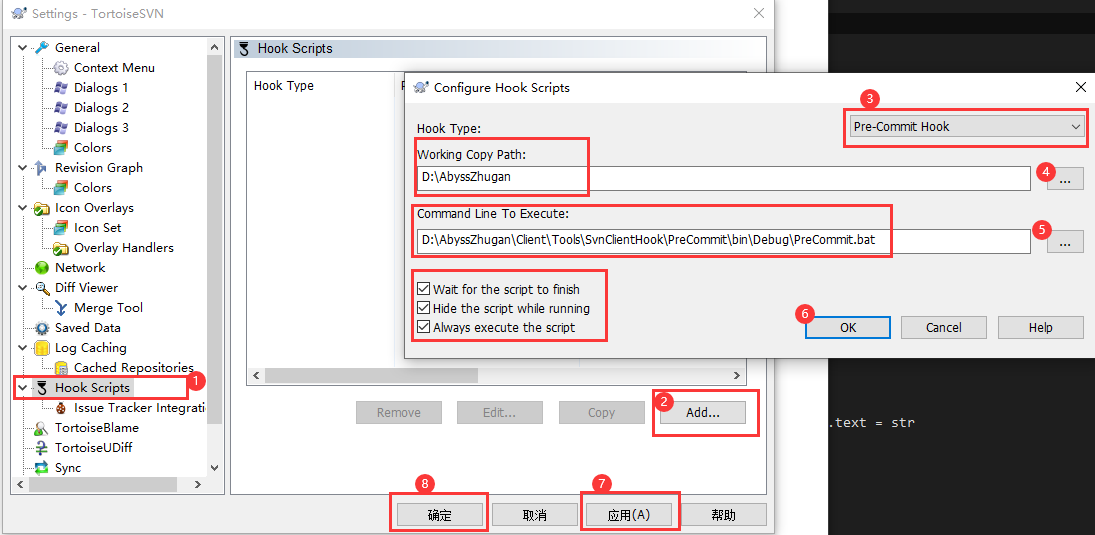 Settings - TortoiseSVN
General
Context Menu
Dialogs 1
Dialogs 2
Dialogs 3
Colors
Revision Graph
Colors
Icon Overlays
Icon Set
Overlay Handlers
Network
Diff Viewer
Merge Tool
Saved Data
Log Caching
Cached Repositories
Hook Scripts
1
Issue Tracker Integrati
TortoiseBlame
TortoiseUDiff
Sync
Hook Scripts
Hook Type
Configure Hook Scripts
3
Hook Type:
Pre-Commit Hook
Working Copy Path:
D:\AbyssZhugan
4
...
Command Line To Execute:
D:\AbyssZhugan\Client\Tools\SvnClientHook\PreCommit\bin\Debug\PreCommit.bat
5
...
Wait for the script to finish
Hide the script while running
Always execute the script
6
OK
Cancel
Help
Remove
Edit...
Copy
2
Add...
.text = str
8
7
确定
取消
应用(A)
帮助